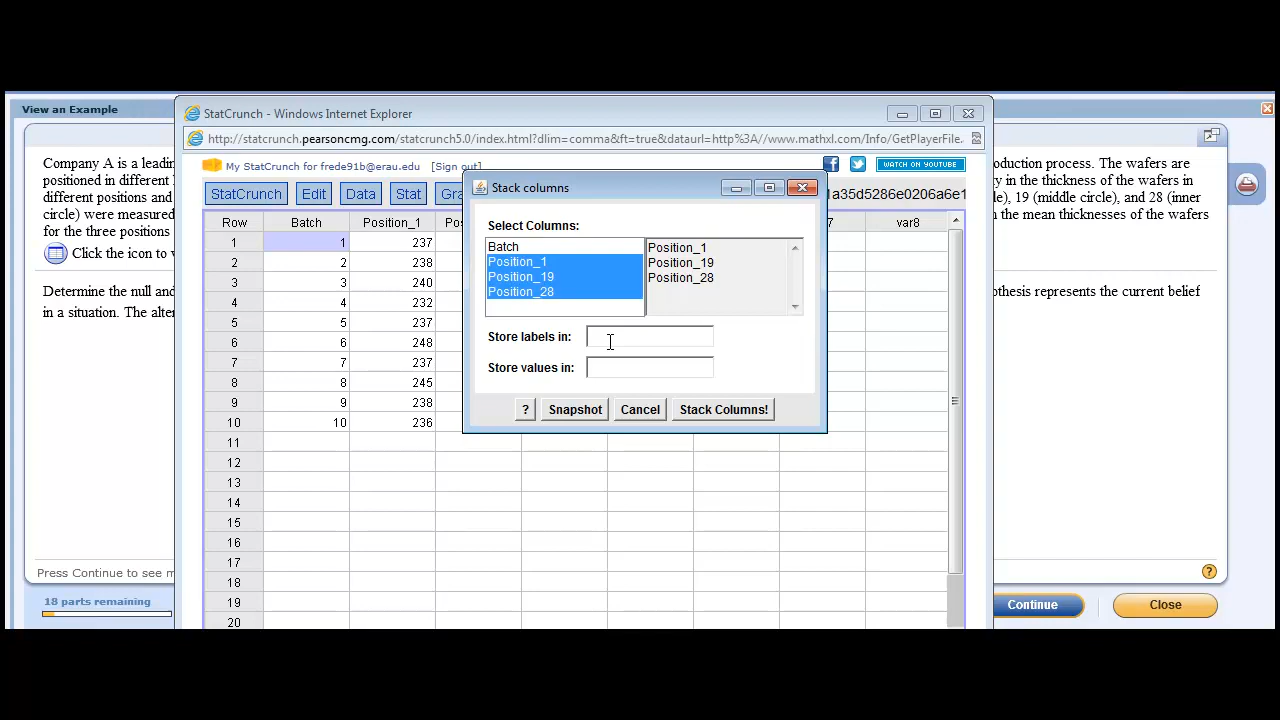 View an Example
StatCrunch - Windows Internet Explorer
http://statcrunch.pearsoncmg.com/statcrunch5.0/index.html?dlim=comma&ft=true&dataurl=http%3A//www.mathxl.com/Info/GetPlayerFile.
My StatCrunch for frede91b@erau.edu [Sign out]
WATCH ON YOUTUBE
StatCrunch Edit Data Stat Gra
1a35d5286e0206a6e1
Company A is a leadin
positioned in different
different positions and
circle) were measured
for the three positions
Click the icon to v
oduction process. The wafers are
y in the thickness of the wafers in
e), 19 (middle circle), and 28 (inner
n the mean thicknesses of the wafers
Determine the null and
in a situation. The alter
othesis represents the current belief
Stack columns
Select Columns:
Batch
Position_1
Position_19
Position_28
Position_1
Position_19
Position_28
Store labels in:
Store values in:
? Snapshot Cancel Stack Columns!
Row Batch Position_1 Po 7 var8
1 1 237
2 2 238
3 3 240
4 4 232
5 5 237
6 6 248
7 7 237
8 8 245
9 9 238
10 10 236
11
12
13
14
15
16
17
18
19
20
Press Continue to see m
?
18 parts remaining
Continue
Close